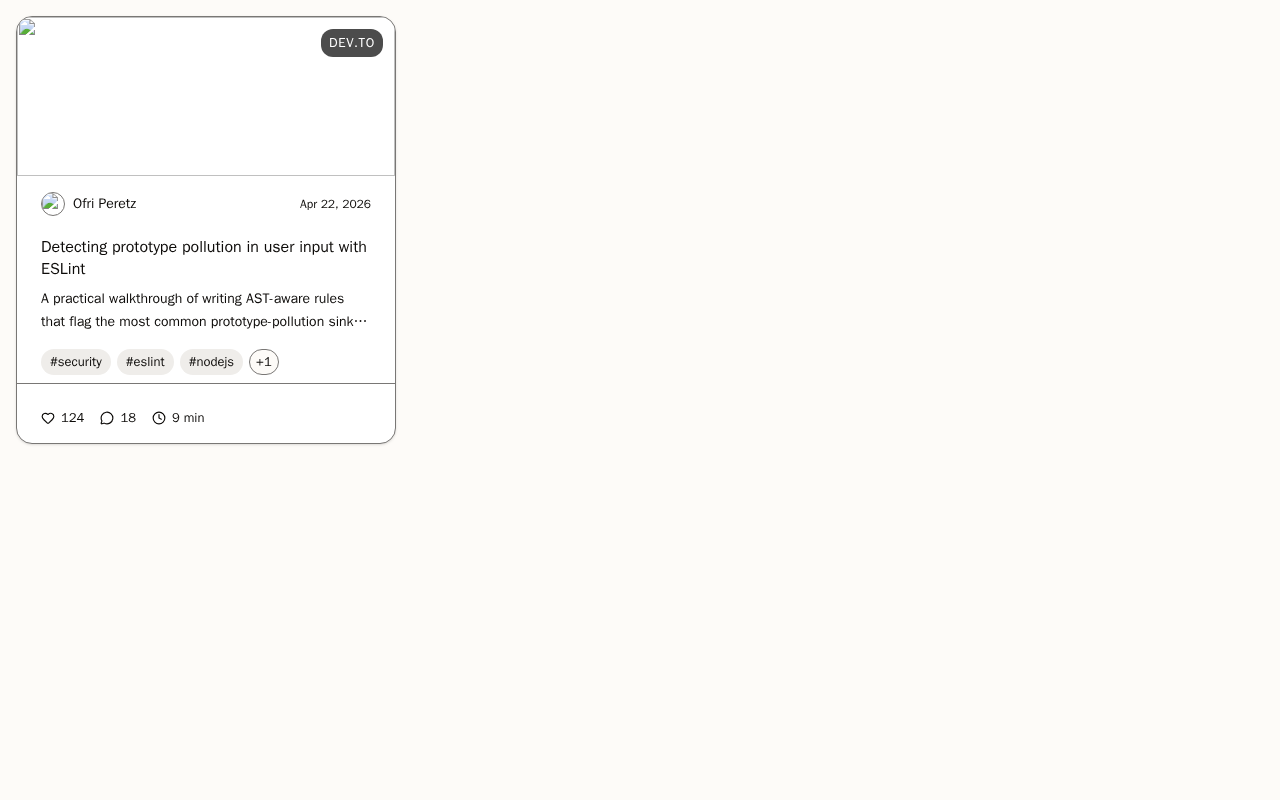 DEV.TO
Ofri Peretz
Apr 22, 2026
Detecting prototype pollution in user input with
ESLint
A practical walkthrough of writing AST-aware rules
that flag the most common prototype-pollution sink…
#security #eslint #nodejs +1
124 18 9 min